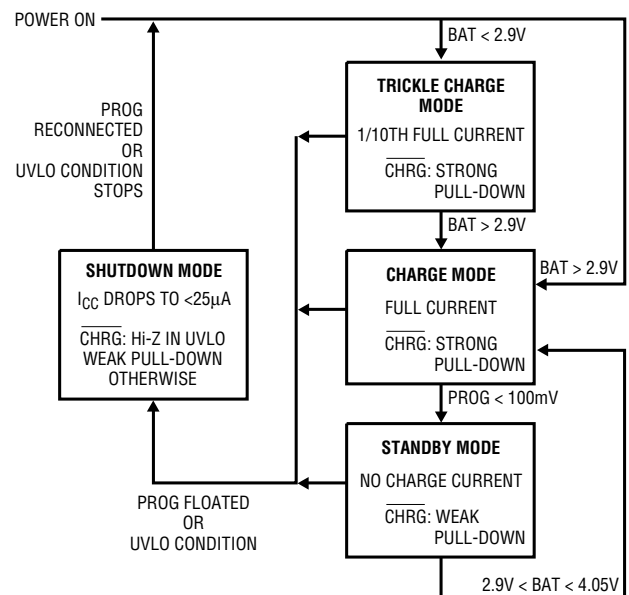 POWER ON
BAT < 2.9V
TRICKLE CHARGE
MODE
1/10TH FULL CURRENT
CHRG: STRONG
PULL-DOWN
PROG
RECONNECTED
OR
UVLO CONDITION
STOPS
BAT > 2.9V
SHUTDOWN MODE
ICC DROPS TO <25µA
CHRG: Hi-Z IN UVLO
WEAK PULL-DOWN
OTHERWISE
CHARGE MODE
FULL CURRENT
CHRG: STRONG
PULL-DOWN
BAT > 2.9V
PROG < 100mV
STANDBY MODE
NO CHARGE CURRENT
CHRG: WEAK
PULL-DOWN
PROG FLOATED
OR
UVLO CONDITION
2.9V < BAT < 4.05V